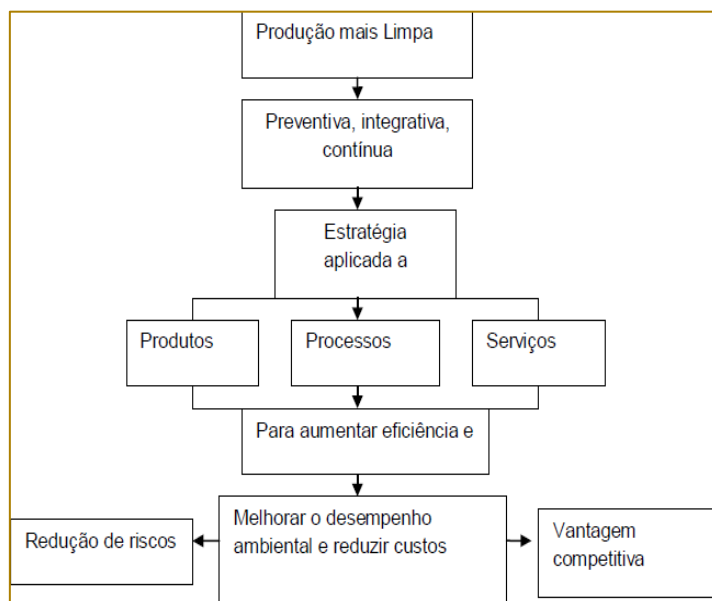 Produção mais Limpa
Preventiva, integrativa,
contínua
Estratégia
aplicada a
Produtos
Processos
Serviços
Para aumentar eficiência e
Redução de riscos
Melhorar o desempenho
ambiental e reduzir custos
Vantagem
competitiva